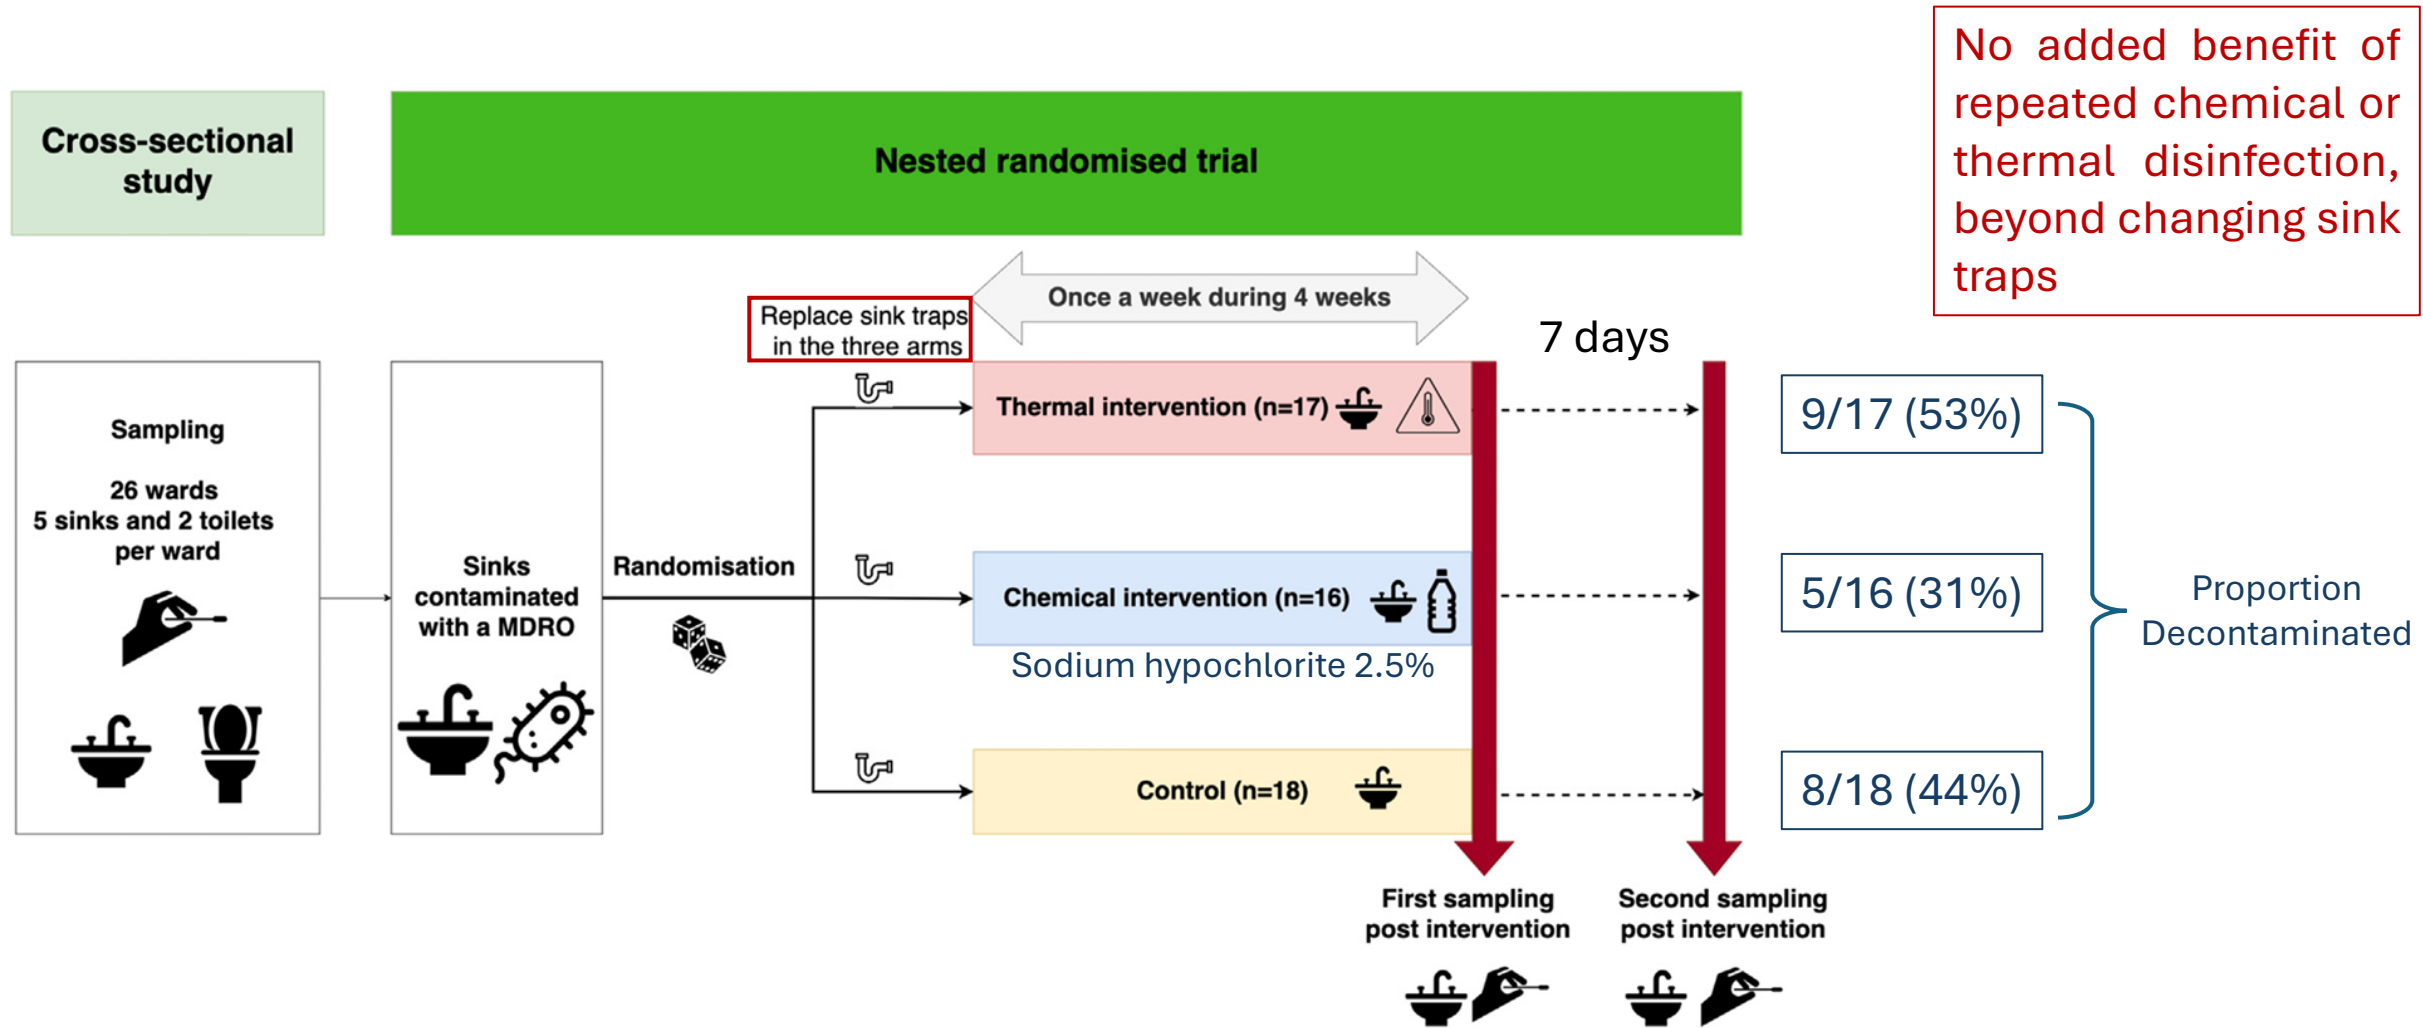 No added benefit of
repeated chemical or
thermal disinfection,
beyond changing sink
traps
Cross-sectional
study
Nested randomised trial
Once a week during 4 weeks
Replace sink traps
in the three arms
7 days
Sampling
26 wards
5 sinks and 2 toilets
per ward
Sinks
contaminated
with a MDRO
Randomisation
Thermal intervention (n=17)
9/17 (53%)
Chemical intervention (n=16)
Sodium hypochlorite 2.5%
5/16 (31%)
Proportion
Decontaminated
Control (n=18)
8/18 (44%)
First sampling
post intervention
Second sampling
post intervention